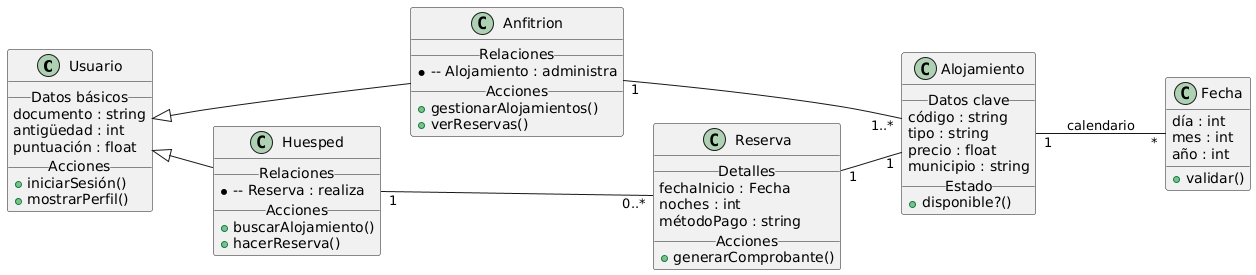 C Usuario
Datos básicos
documento : string
antigüedad : int
puntuación : float
Acciones
iniciarSesión()
mostrarPerfil()
C Huesped
Relaciones
-- Reserva : realiza
Acciones
buscarAlojamiento()
hacerReserva()
C Anfitrion
Relaciones
-- Alojamiento : administra
Acciones
gestionarAlojamientos()
verReservas()
C Reserva
Detalles
fechaInicio : Fecha
noches : int
métodoPago : string
Acciones
generarComprobante()
C Alojamiento
Datos clave
código : string
tipo : string
precio : float
municipio : string
Estado
disponible?()
C Fecha
día : int
mes : int
año : int
validar()
1
1..*
1
0..*
1
1
calendario
1
*